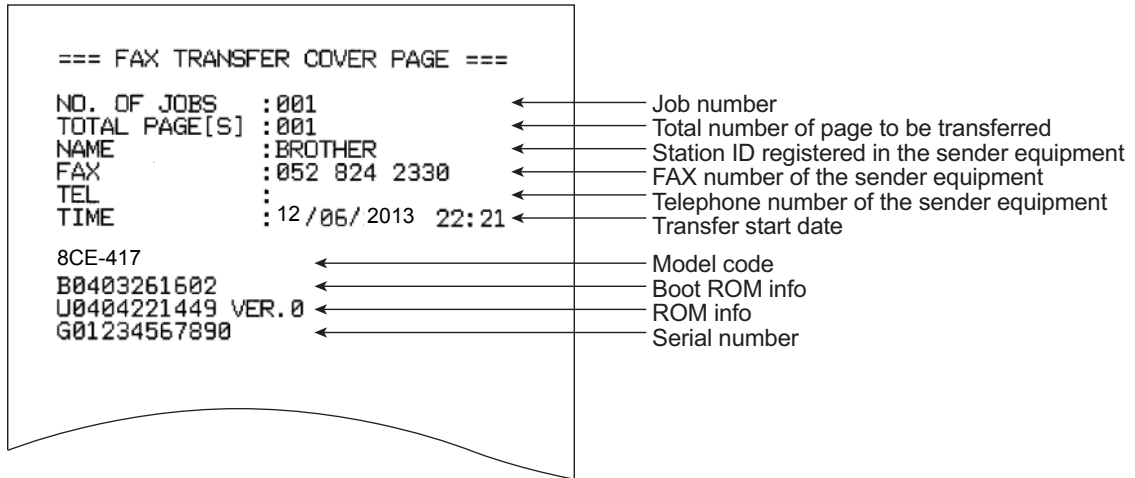 === FAX TRANSFER COVER PAGE ===
NO. OF JOBS :001 Job number
TOTAL PAGE[S] :001 Total number of page to be transferred
NAME :BROTHER Station ID registered in the sender equipment
FAX :052 824 2330 FAX number of the sender equipment
TEL : Telephone number of the sender equipment
TIME :12/06/2013 22:21 Transfer start date
8CE-417 Model code
B0403261602 Boot ROM info
U0404221449 VER.0 ROM info
G01234567890 Serial number